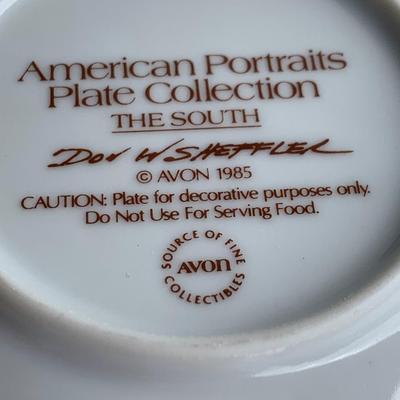 American Portraits
Plate Collection
THE SOUTH
DON W SHEFFLER
© AVON 1985
CAUTION: Plate for decorative purposes only.
Do Not Use For Serving Food.
SOURCE OF FINE
AVON
COLLECTIBLES